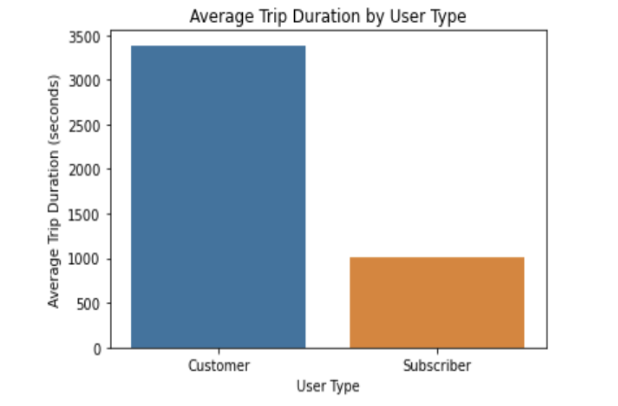 Average Trip Duration by User Type
3500
3000
2500
2000
1500
1000
500
0
Average Trip Duration (seconds)
Customer
Subscriber
User Type